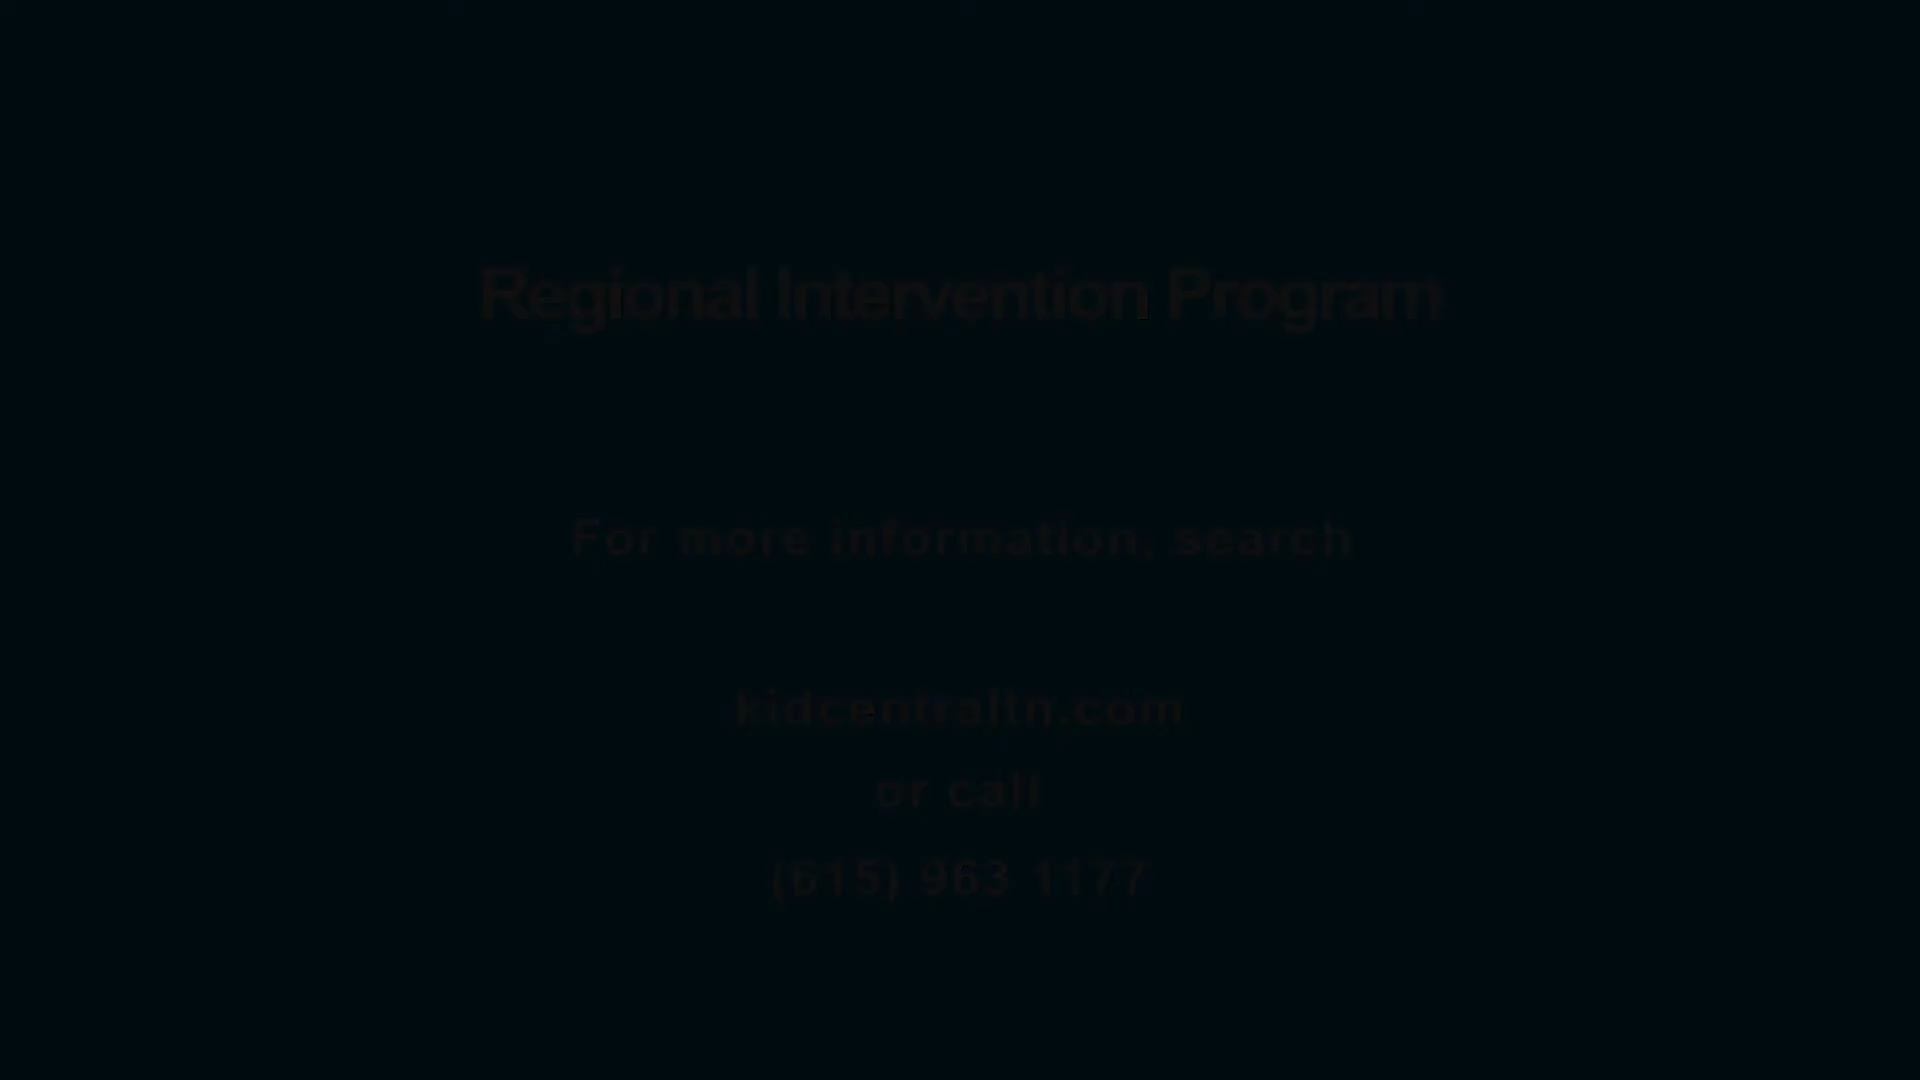 Regional Intervention Program
For more information, search
kidcentraltn.com
or call
(615) 963 1177